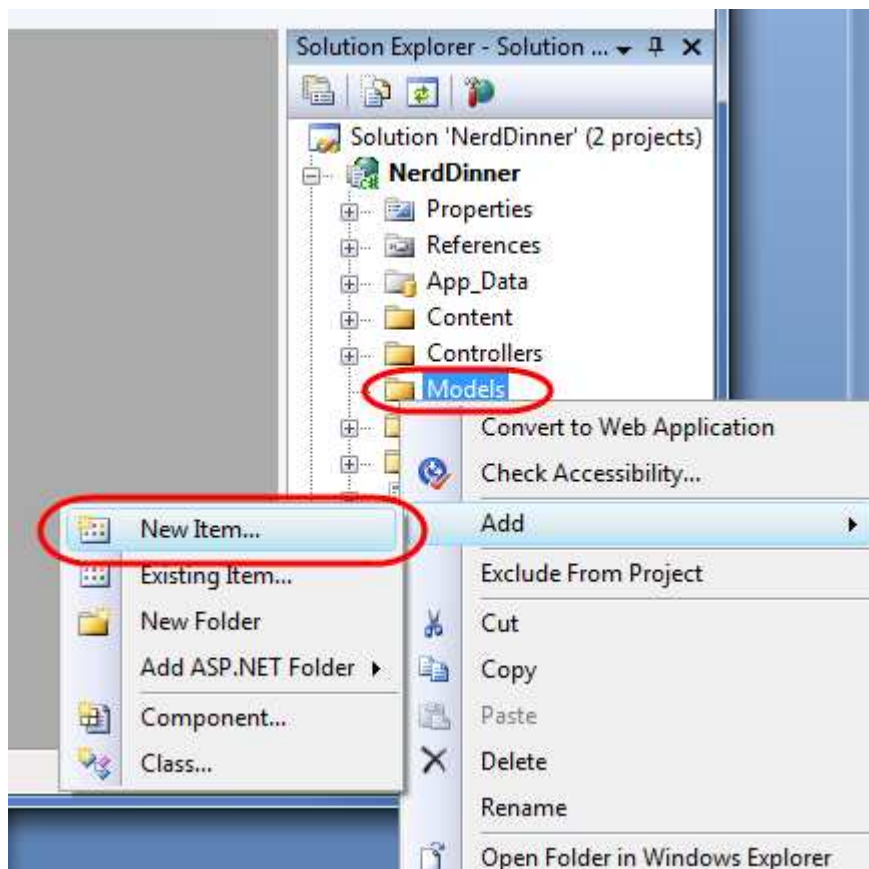 Solution Explorer - Solution ...
Solution 'NerdDinner' (2 projects)
NerdDinner
Properties
References
App_Data
Content
Controllers
Models
Convert to Web Application
Check Accessibility...
Add
New Item...
Existing Item...
New Folder
Add ASP.NET Folder
Component...
Class...
Exclude From Project
Cut
Copy
Paste
Delete
Rename
Open Folder in Windows Explorer